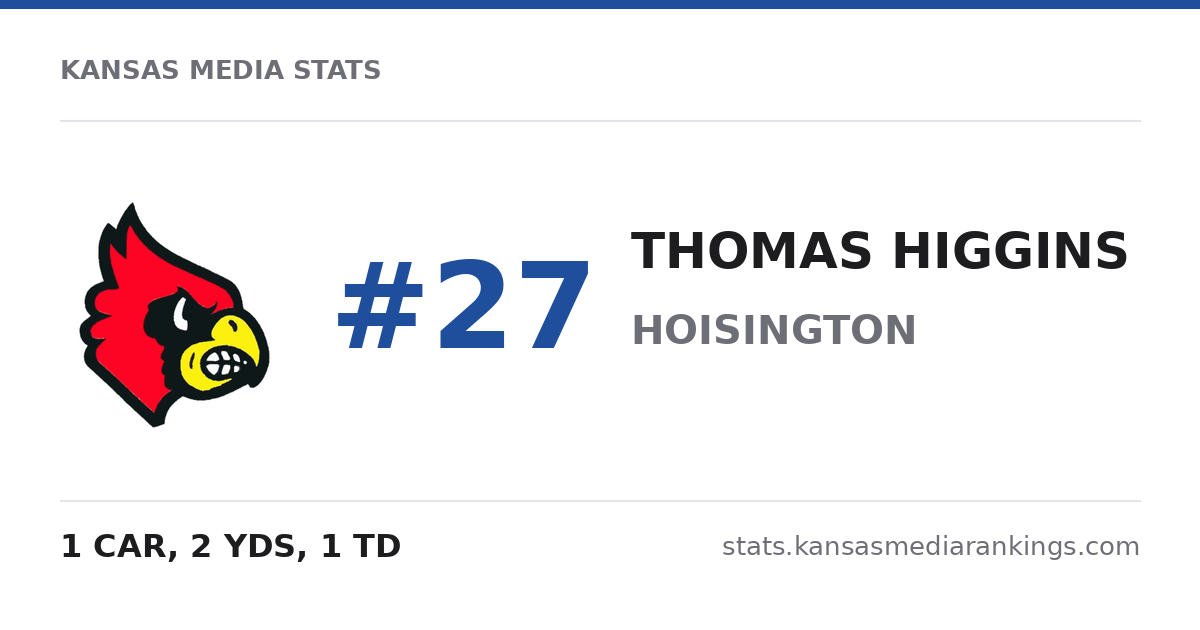 KANSAS MEDIA STATS
#27
THOMAS HIGGINS
HOISINGTON
1 CAR, 2 YDS, 1 TD
stats.kansasmediarankings.com